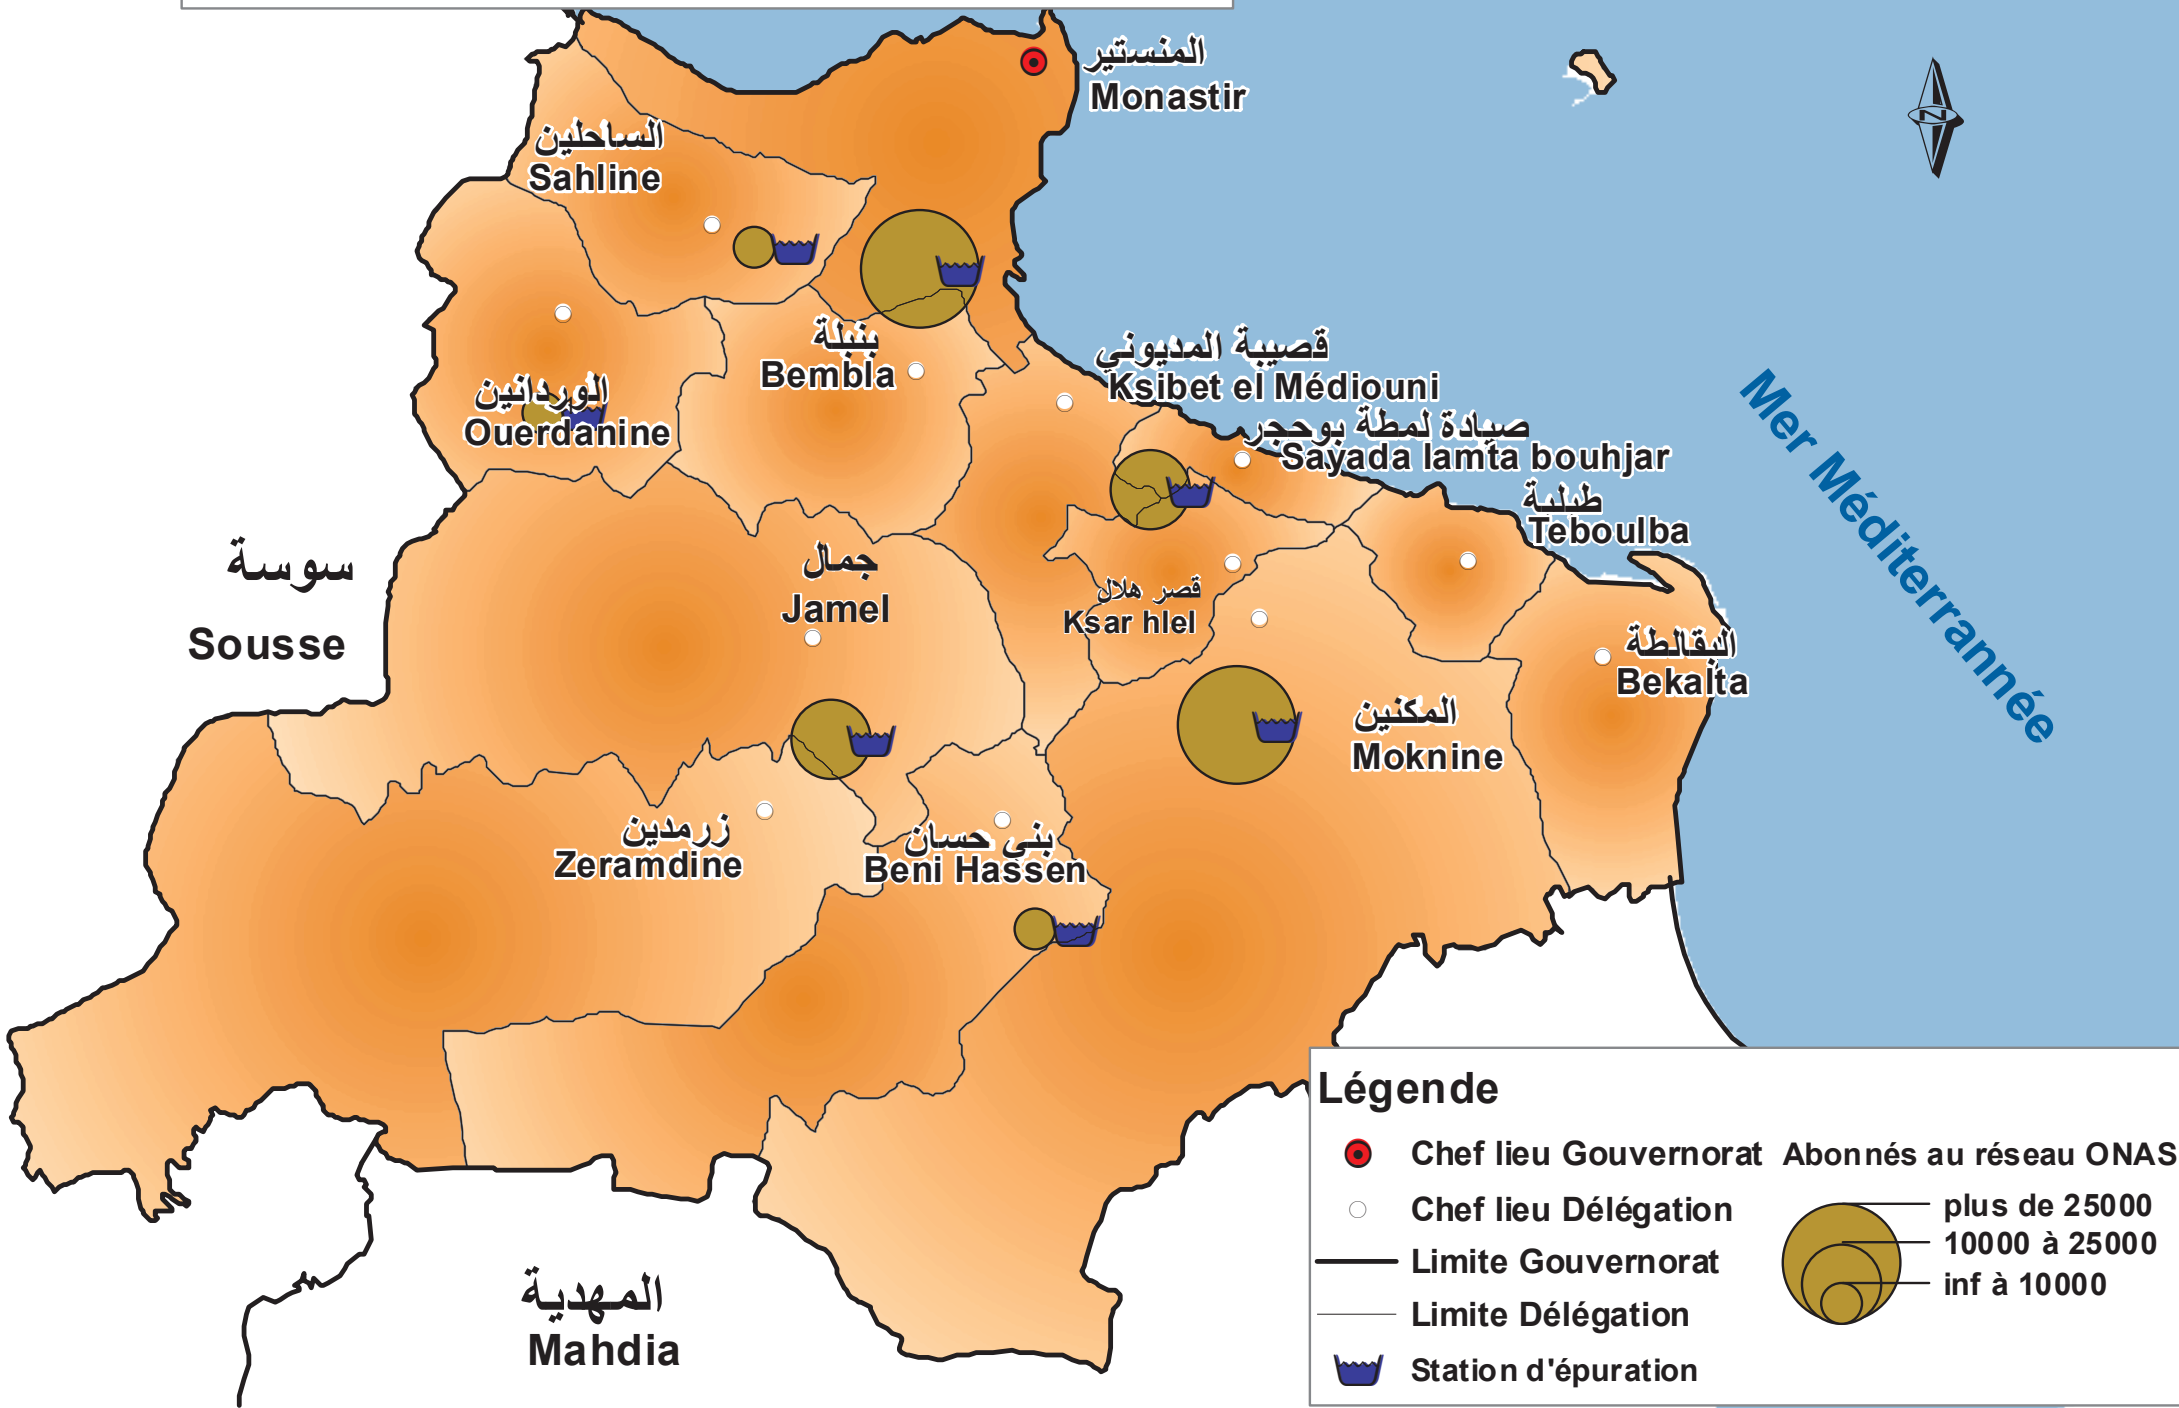 المنستير
Monastir
الساحلين
Sahline
N
بنبلة
Bembla
قصيبة المديوني
Ksibet el Médiouni
الوردانين
Ouerdanine
صيادة لمطة بوحجر
Sayada lamta bouhjar
طبلبة
Teboulba
Mer Méditerrannée
سوسة
Sousse
جمال
Jamel
قصر هلال
Ksar hlel
البقالطة
Bekalta
المكنين
Moknine
زرمدين
Zeramdine
بني حسان
Beni Hassen
المهدية
Mahdia
Légende
Chef lieu Gouvernorat
Chef lieu Délégation
Limite Gouvernorat
Limite Délégation
Station d'épuration
Abonnés au réseau ONAS
plus de 25000
10000 à 25000
inf à 10000